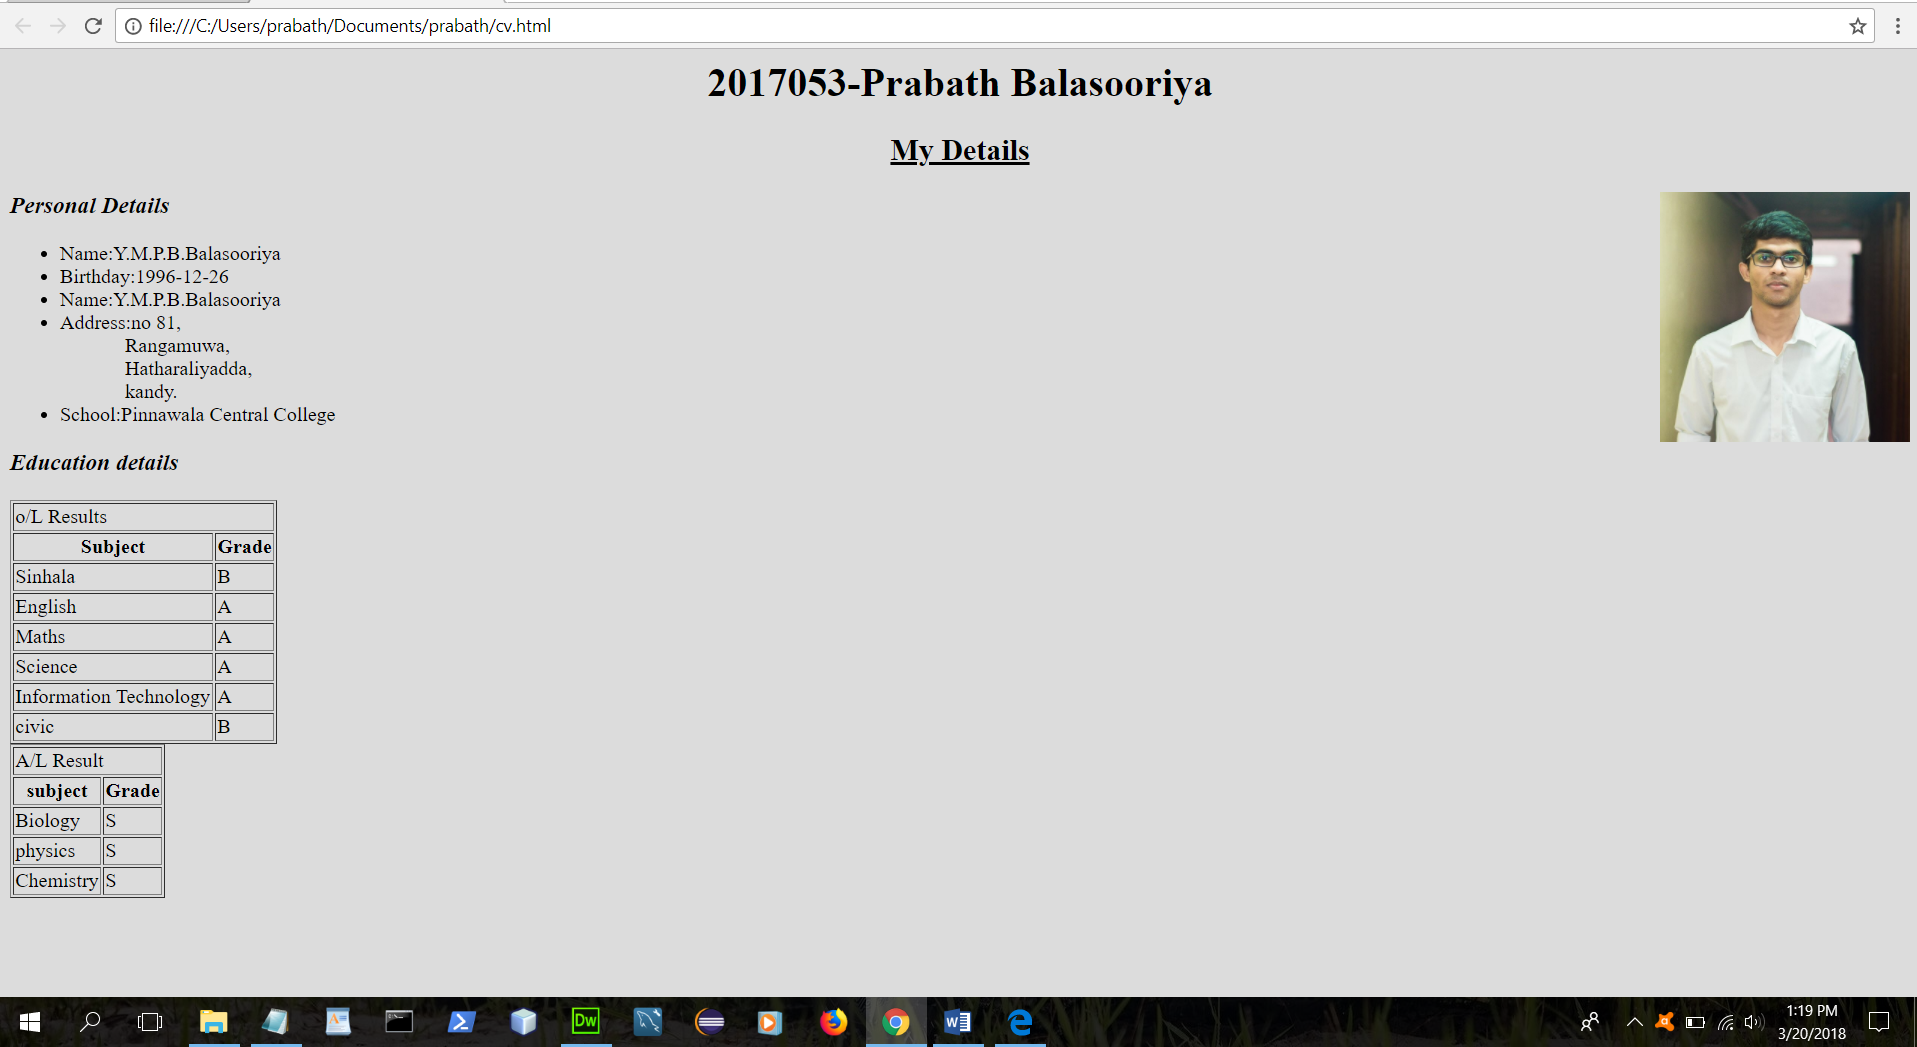 file:///C:/Users/prabath/Documents/prabath/cv.html
2017053-Prabath Balasooriya
My Details
Personal Details
Name:Y.M.P.B.Balasooriya
Birthday:1996-12-26
Name:Y.M.P.B.Balasooriya
Address:no 81,
Rangamuwa,
Hatharaliyadda,
kandy.
School:Pinnawala Central College
Education details
o/L Results
Subject Grade
Sinhala B
English A
Maths A
Science A
Information Technology A
civic B
A/L Result
subject Grade
Biology S
physics S
Chemistry S
Dw
1:19 PM
3/20/2018